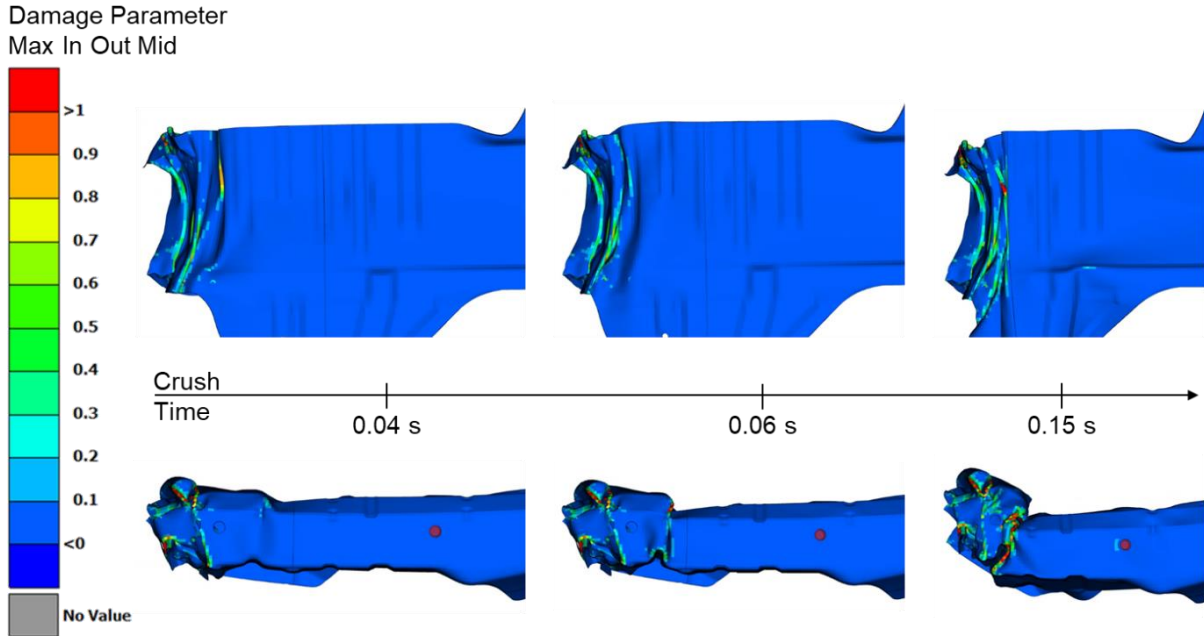 Damage Parameter
Max In Out Mid
>1
0.9
0.8
0.7
0.6
0.5
0.4
0.3
0.2
0.1
<0
No Value
Crush
Time
0.04 s
0.06 s
0.15 s